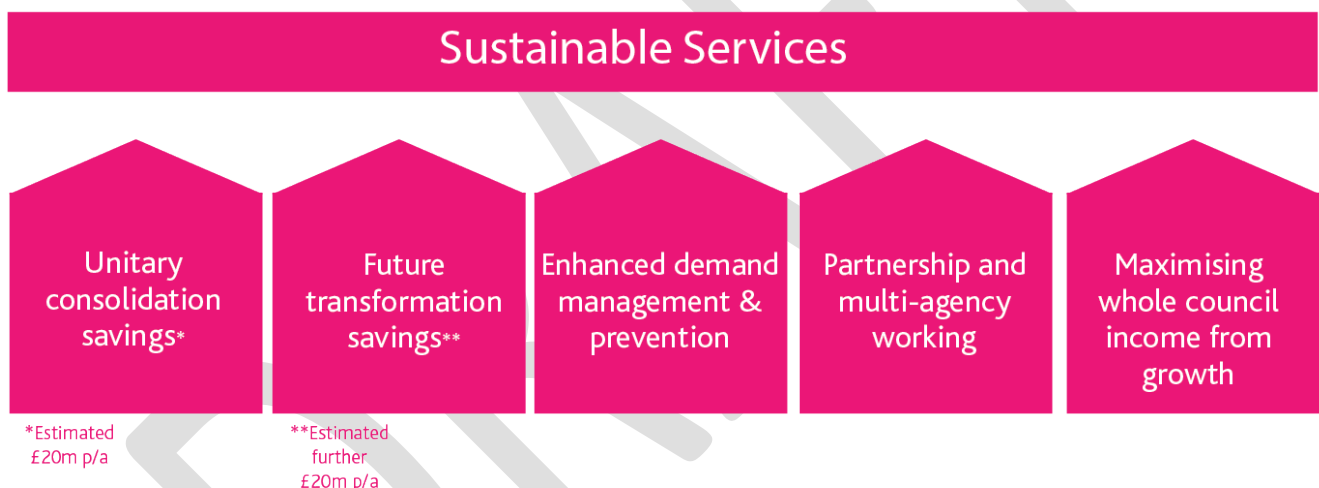 Sustainable Services
Unitary
consolidation
savings*
Future
transformation
savings**
Enhanced demand
management &
prevention
Partnership and
multi-agency
working
Maximising
whole council
income from
growth
*Estimated
£20m p/a
**Estimated
further
£20m p/a